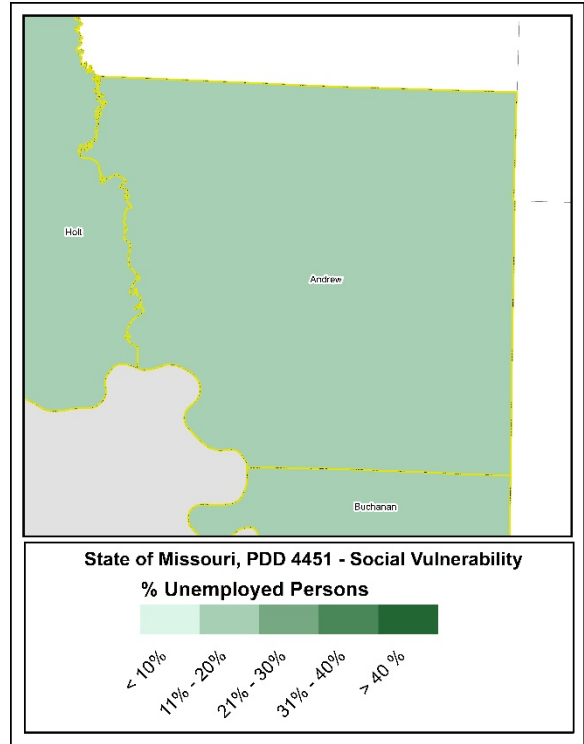 Holt
Andrew
Buchanan
State of Missouri, PDD 4451 - Social Vulnerability
% Unemployed Persons
< 10%
11% - 20%
21% - 30%
31% - 40%
> 40 %